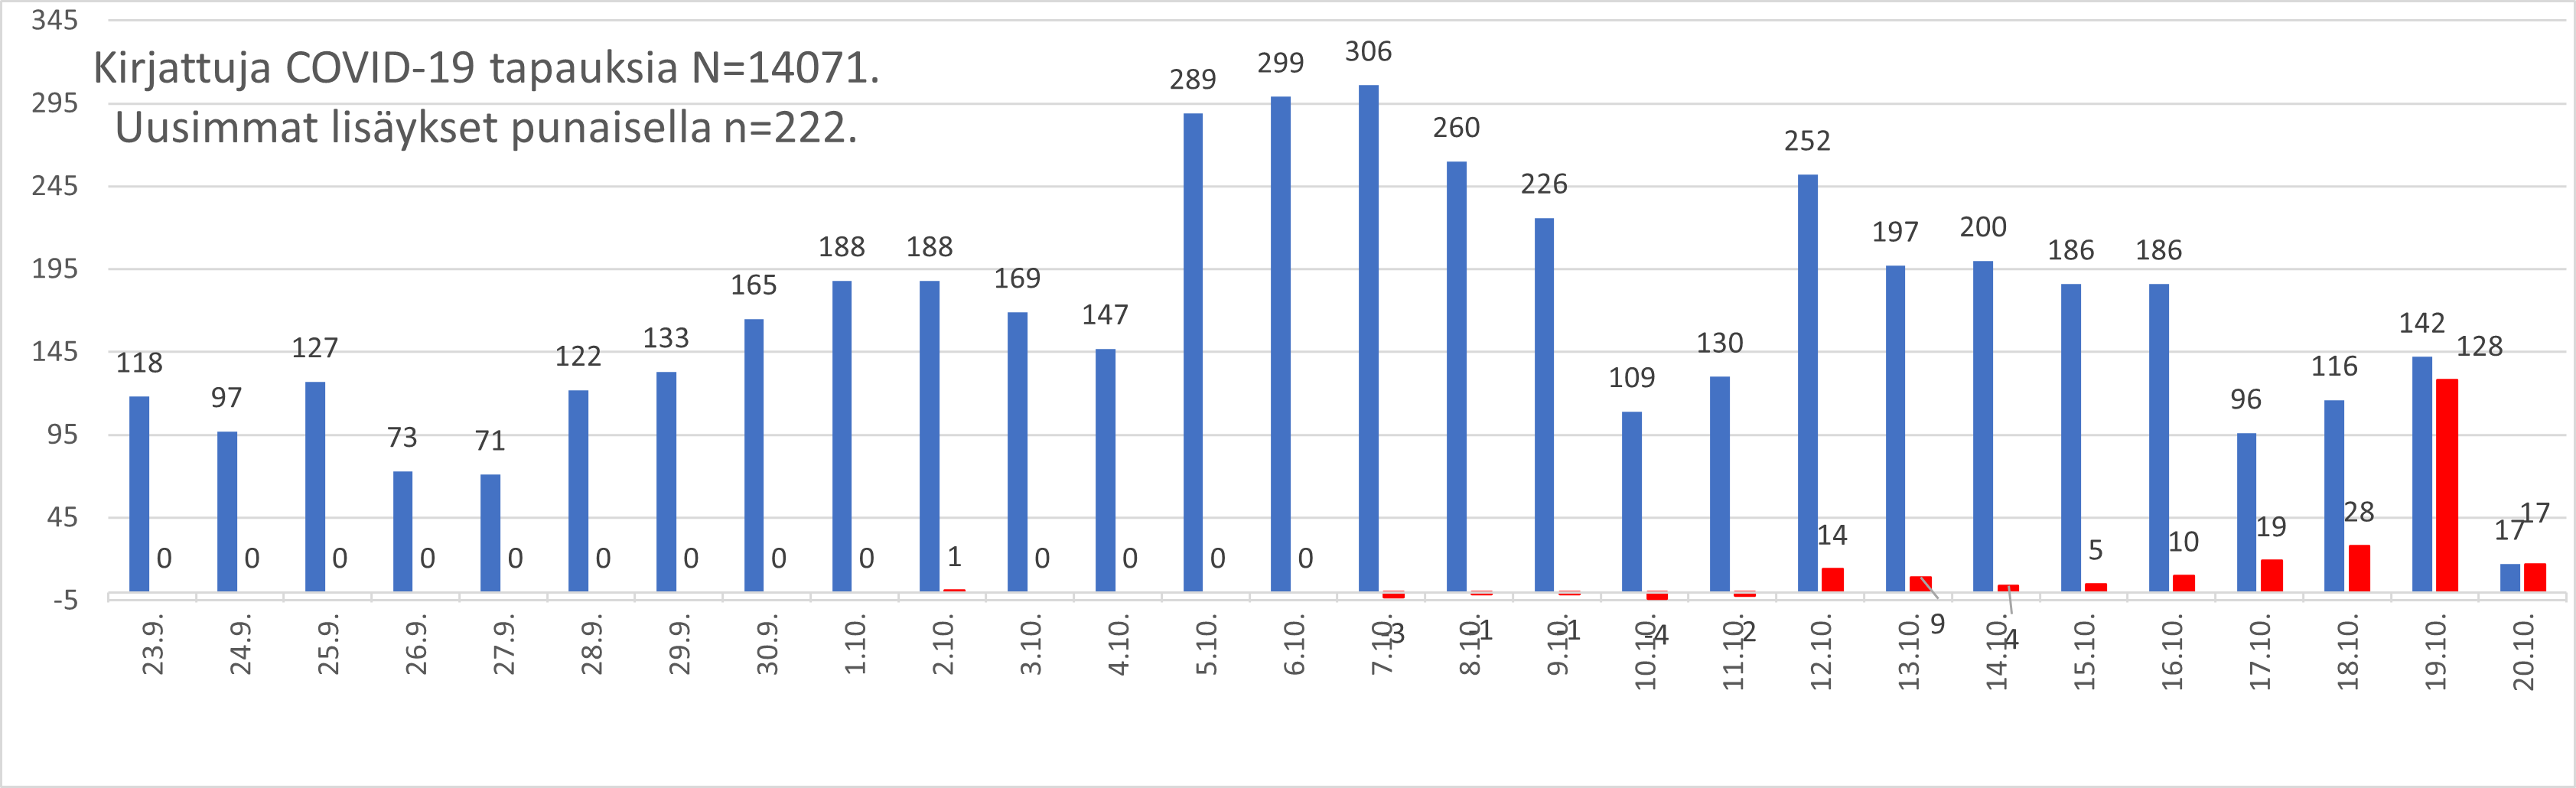 Kirjattuja COVID-19 tapauksia N=14071.
Uusimmat lisäykset punaisella n=222.
345
295
245
195
145
95
45
-5
118 97 127 73 71 122 133 165 188 188 169 147 289 299 306 260 226 109 130 252 197 200 186 186 96 116 142 17
0 0 0 0 0 0 0 0 0 1 0 0 0 0 -3 -1 -1 -4 -2 14 9 4 5 10 19 28 128 17
23.9. 24.9. 25.9. 26.9. 27.9. 28.9. 29.9. 30.9. 1.10. 2.10. 3.10. 4.10. 5.10. 6.10. 7.10. 8.10. 9.10. 10.10. 11.10. 12.10. 13.10. 14.10. 15.10. 16.10. 17.10. 18.10. 19.10. 20.10.